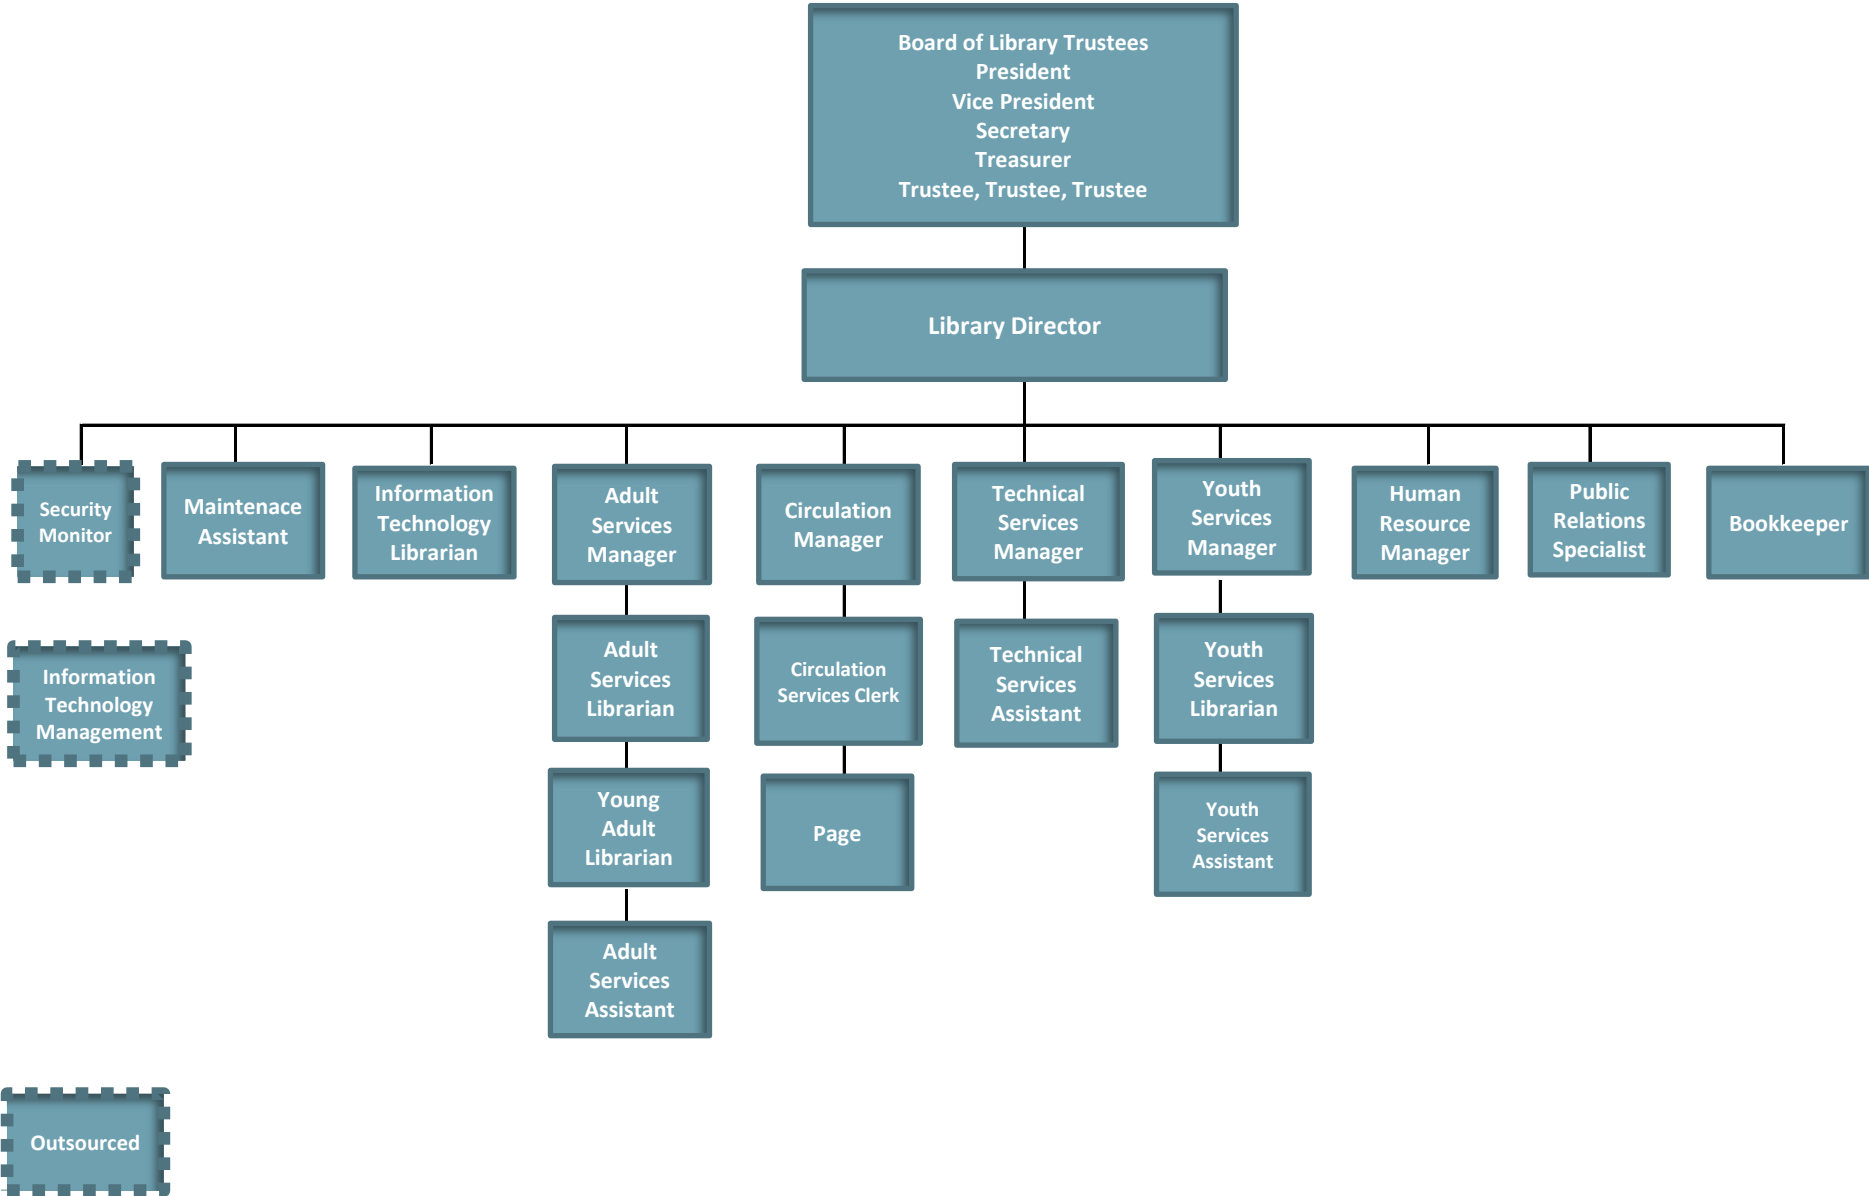 Board of Library Trustees
President
Vice President
Secretary
Treasurer
Trustee, Trustee, Trustee
Library Director
Security
Monitor
Maintenace
Assistant
Information
Technology
Librarian
Adult
Services
Manager
Circulation
Manager
Technical
Services
Manager
Youth
Services
Manager
Human
Resource
Manager
Public
Relations
Specialist
Bookkeeper
Information
Technology
Management
Adult
Services
Librarian
Circulation
Services Clerk
Technical
Services
Assistant
Youth
Services
Librarian
Young
Adult
Librarian
Page
Youth
Services
Assistant
Adult
Services
Assistant
Outsourced